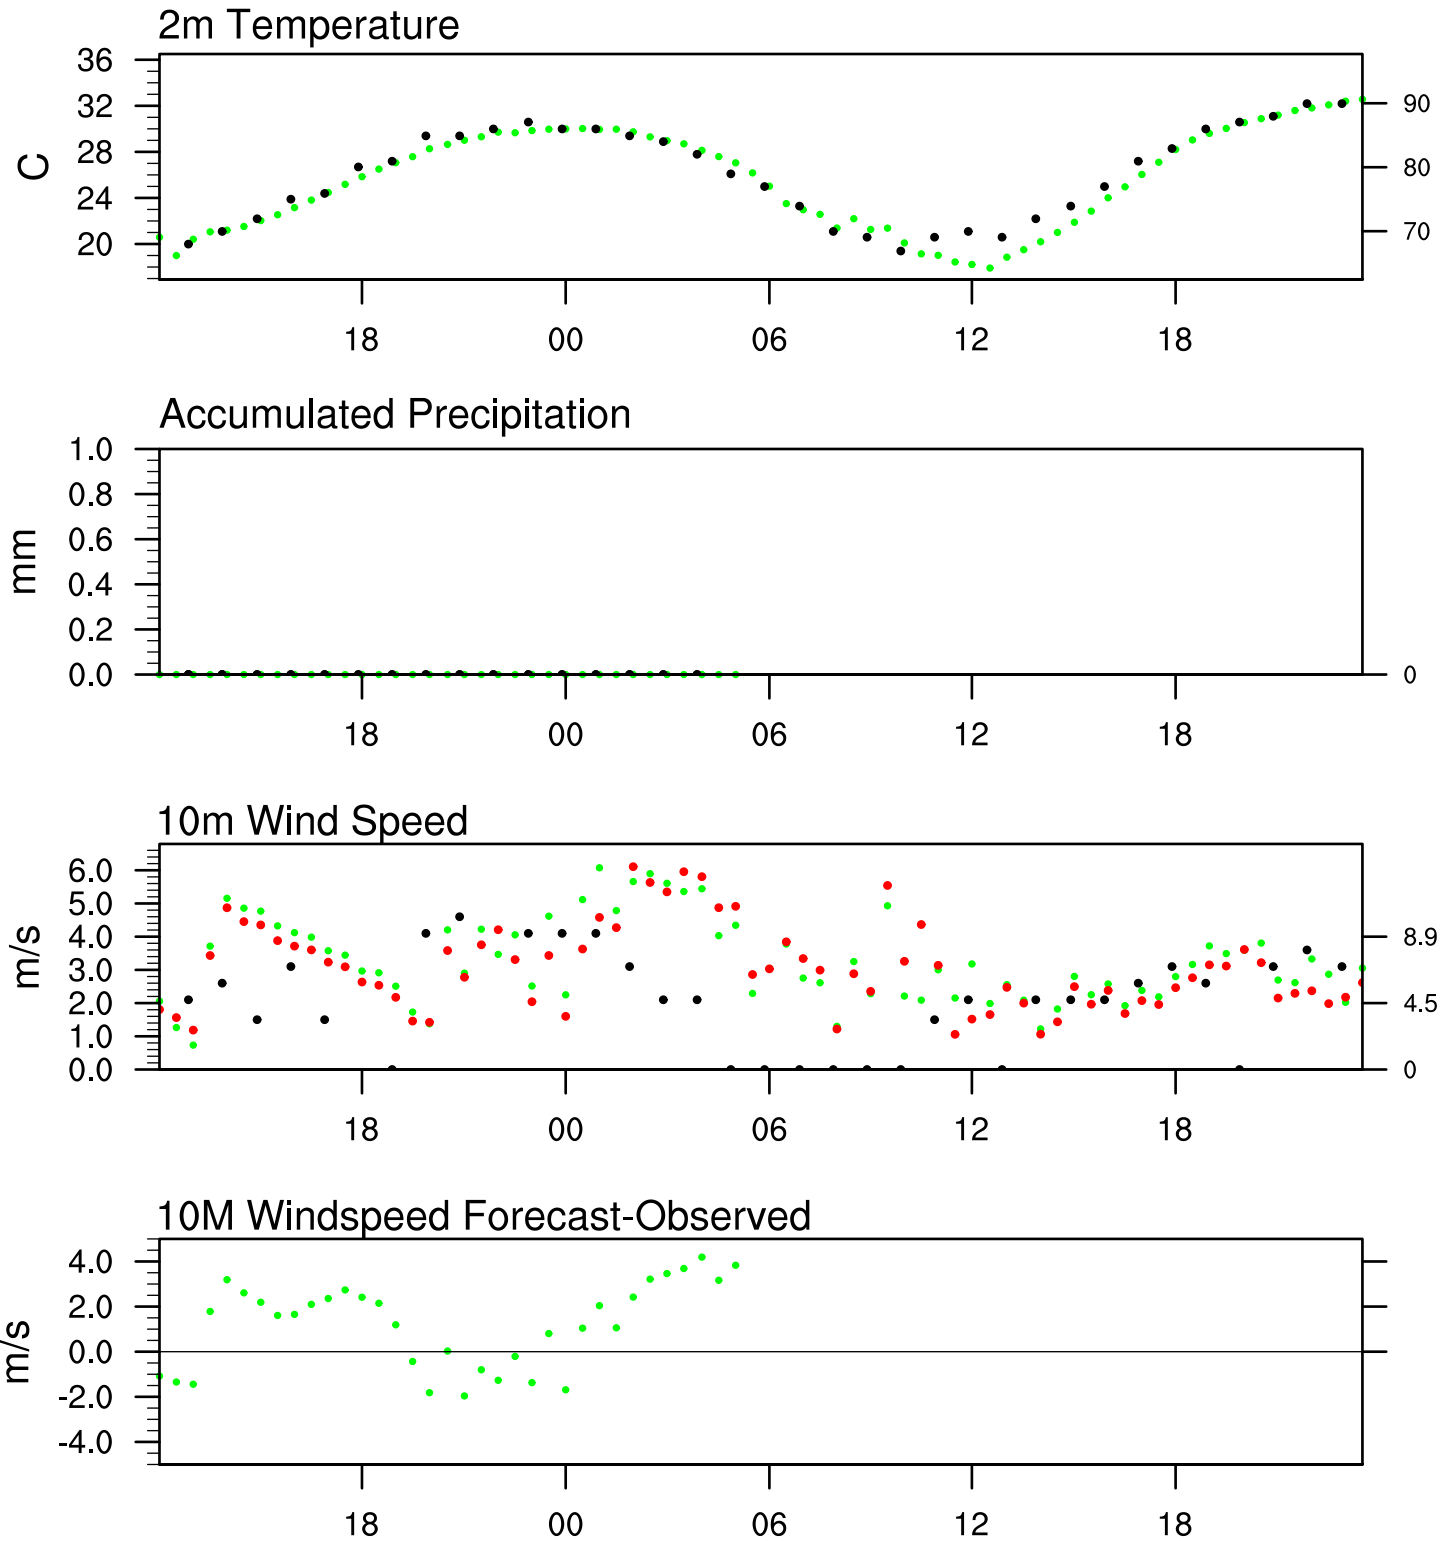 2m Temperature
36
32
28
24
20
C
90
80
70
18 00 06 12 18
Accumulated Precipitation
1.0
0.8
0.6
0.4
0.2
0.0
mm
0
18 00 06 12 18
10m Wind Speed
6.0
5.0
4.0
3.0
2.0
1.0
0.0
m/s
8.9
4.5
0
18 00 06 12 18
10M Windspeed Forecast-Observed
4.0
2.0
0.0
-2.0
-4.0
m/s
18 00 06 12 18